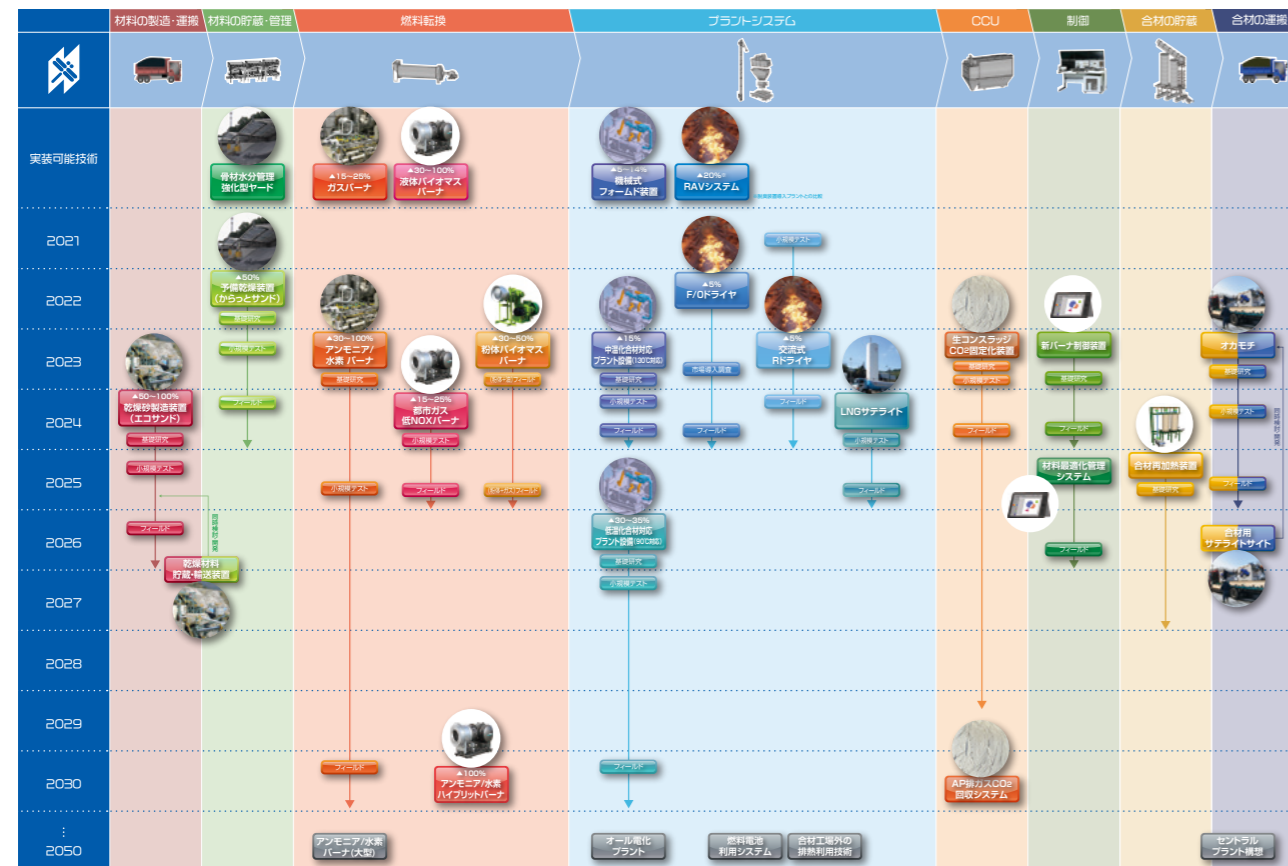 材料の製造・運搬
材料の貯蔵・管理
燃料転換
プラントシステム
CCU
制御
合材の貯蔵
合材の運搬
実装可能技術
骨材水分管理
強化型ヤード
▲15~25%
ガスバーナ
▲30~100%
液体バイオマス
バーナ
▲5~14%
機械式
フォームド装置
▲20%※
RAVシステム
2021
小規模テスト
2022
▲50%
予備乾燥装置
(からっとサンド)
基礎研究
▲5%
F/Oドライヤ
2023
小規模テスト
▲30~100%
アンモニア/
水素 バーナ
基礎研究
▲30~50%
粉体バイオマス
バーナ
▲15%
中温化合材対応
プラント設備(130℃対応)
基礎研究
市場導入調査
▲5%
交流式
Rドライヤ
フィールド
生コンスラッジ
CO2固定化装置
基礎研究
小規模テスト
新バーナ制御装置
基礎研究
オカモチ
基礎研究
2024
▲50~100%
乾燥砂製造装置
(エコサンド)
基礎研究
フィールド
▲15~25%
都市ガス
低NOXバーナ
小規模テスト
小規模テスト
フィールド
フィールド
LNGサテライト
小規模テスト
フィールド
フィールド
小規模テスト
同時検討・開発
2025
小規模テスト
小規模テスト
フィールド
フィールド
材料最適化管理
システム
合材再加熱装置
基礎研究
フィールド
2026
フィールド
同時検討・開発
▲30~35%
低温化合材対応
プラント設備(90℃対応)
基礎研究
フィールド
合材用
サテライトサイト
2027
乾燥材料
貯蔵・輸送装置
小規模テスト
2028
2029
2030
フィールド
▲100%
アンモニア/水素
ハイブリットバーナ
フィールド
AP排ガスCO2
回収システム
⋮
2050
アンモニア/水素
バーナ(大型)
オール電化
プラント
燃料電池
利用システム
合材工場外の
排熱利用技術
セントラル
プラント構想